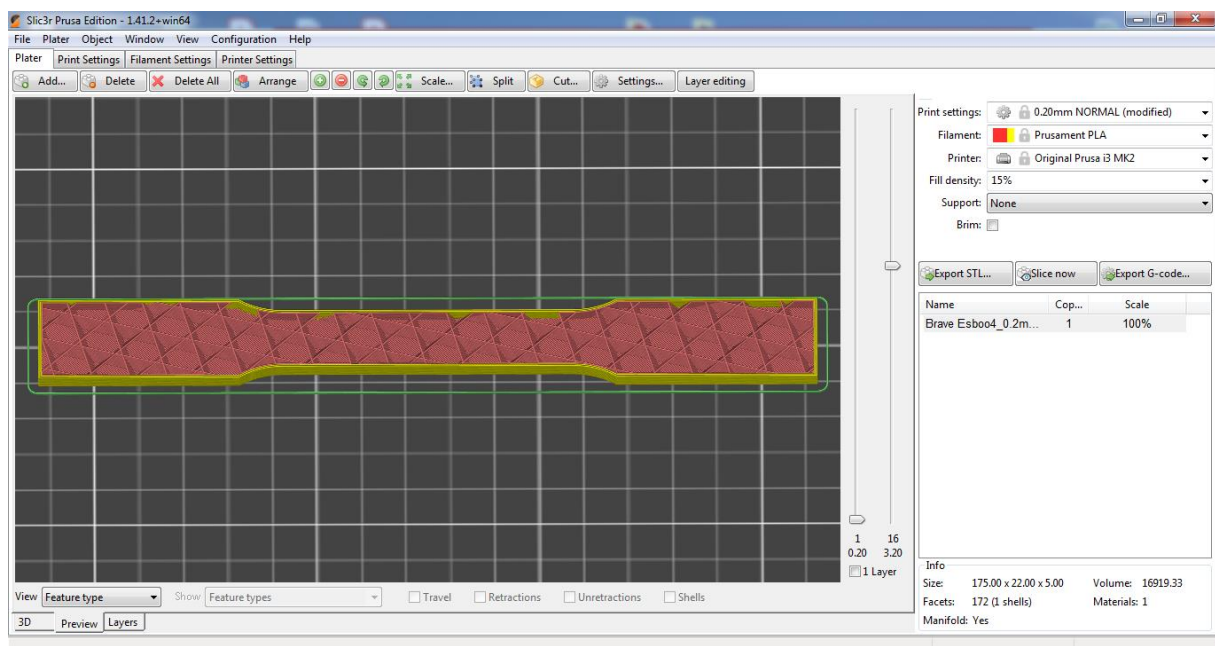 Slic3r Prusa Edition - 1.41.2+win64
File Plater Object Window View Configuration Help
Plater Print Settings Filament Settings Printer Settings
Add... Delete Delete All Arrange Scale... Split Cut... Settings... Layer editing
Print settings: 0.20mm NORMAL (modified)
Filament: Prusament PLA
Printer: Original Prusa i3 MK2
Fill density: 15%
Support: None
Brim:
Export STL... Slice now Export G-code...
Name Cop... Scale
Brave Esboo4_0.2m... 1 100%
1 16
0.20 3.20
1 Layer
Info
Size: 175.00 x 22.00 x 5.00 Volume: 16919.33
Facets: 172 (1 shells) Materials: 1
Manifold: Yes
View Feature type Show Feature types Travel Retractions Unretractions Shells
3D Preview Layers